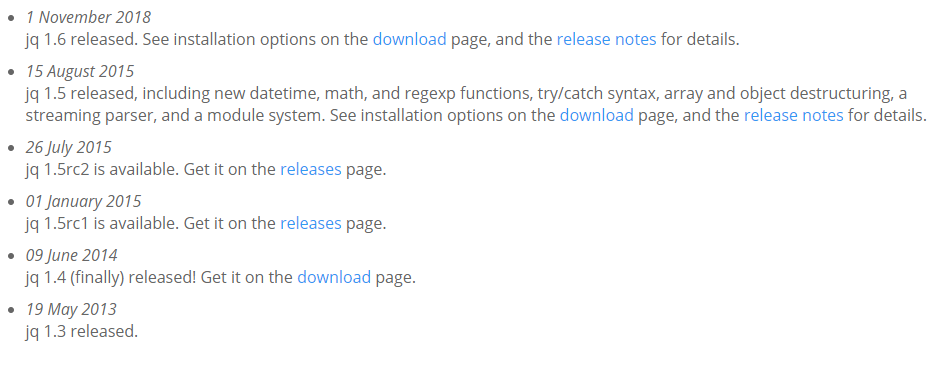 1 November 2018
jq 1.6 released. See installation options on the download page, and the release notes for details.
15 August 2015
jq 1.5 released, including new datetime, math, and regexp functions, try/catch syntax, array and object destructuring, a
streaming parser, and a module system. See installation options on the download page, and the release notes for details.
26 July 2015
jq 1.5rc2 is available. Get it on the releases page.
01 January 2015
jq 1.5rc1 is available. Get it on the releases page.
09 June 2014
jq 1.4 (finally) released! Get it on the download page.
19 May 2013
jq 1.3 released.